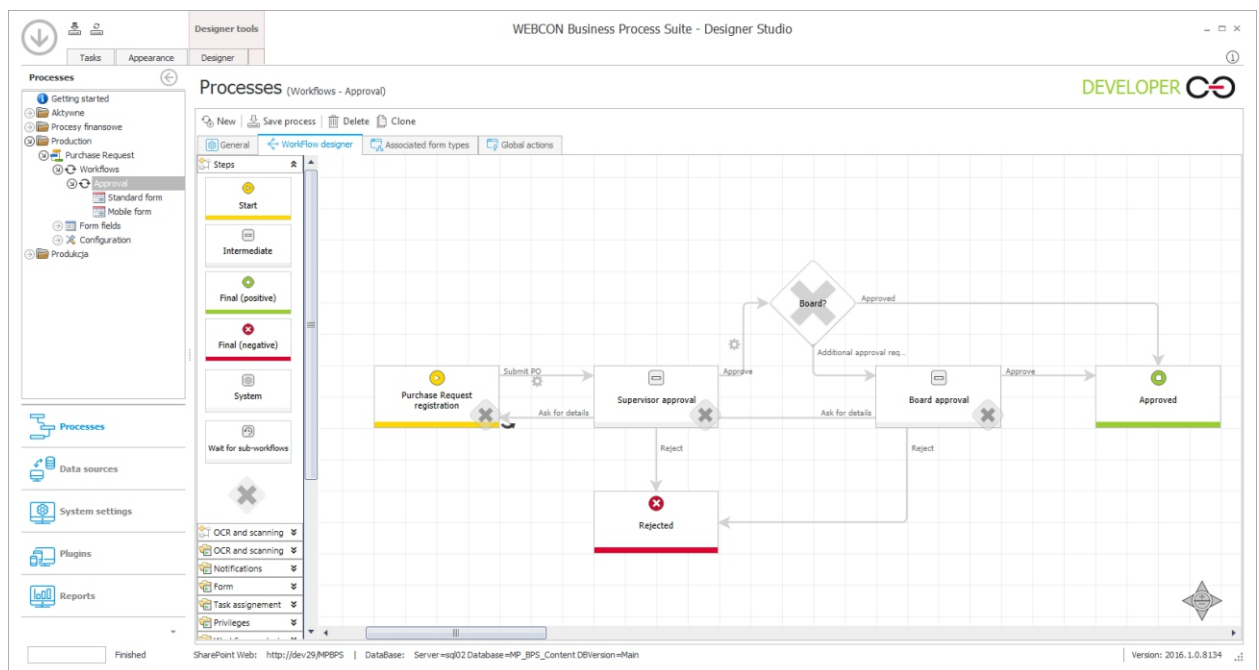 WEBCON Business Process Suite - Designer Studio
Designer tools
Tasks
Appearance
Designer
Processes
Getting started
Aktywne
Procesy finansowe
Production
Purchase Request
Workflows
Approval
Standard form
Mobile form
Form fields
Configuration
Produkcja
Processes
Data sources
System settings
Plugins
Reports
Processes (Workflows - Approval)
DEVELOPER
New
Save process
Delete
Clone
General
WorkFlow designer
Associated form types
Global actions
Steps
Start
Intermediate
Final (positive)
Final (negative)
System
Wait for sub-workflows
OCR and scanning
OCR and scanning
Notifications
Form
Task assignement
Privileges
Board?
Approved
Additional approval req...
Submit PO
Approve
Approve
Purchase Request
registration
Supervisor approval
Board approval
Approved
Ask for details
Ask for details
Reject
Reject
Rejected
Finished
SharePoint Web: http://dev29/MPBPS | DataBase: Server=sql02 Database=MP_BPS_Content DBVersion=Main
Version: 2016.1.0.8134